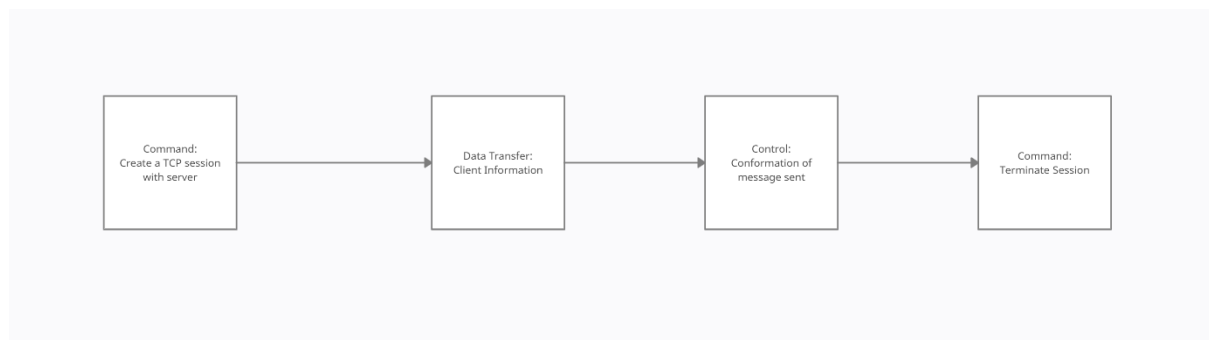 Command:
Create a TCP session
with server
Data Transfer:
Client Information
Control:
Conformation of
message sent
Command:
Terminate Session